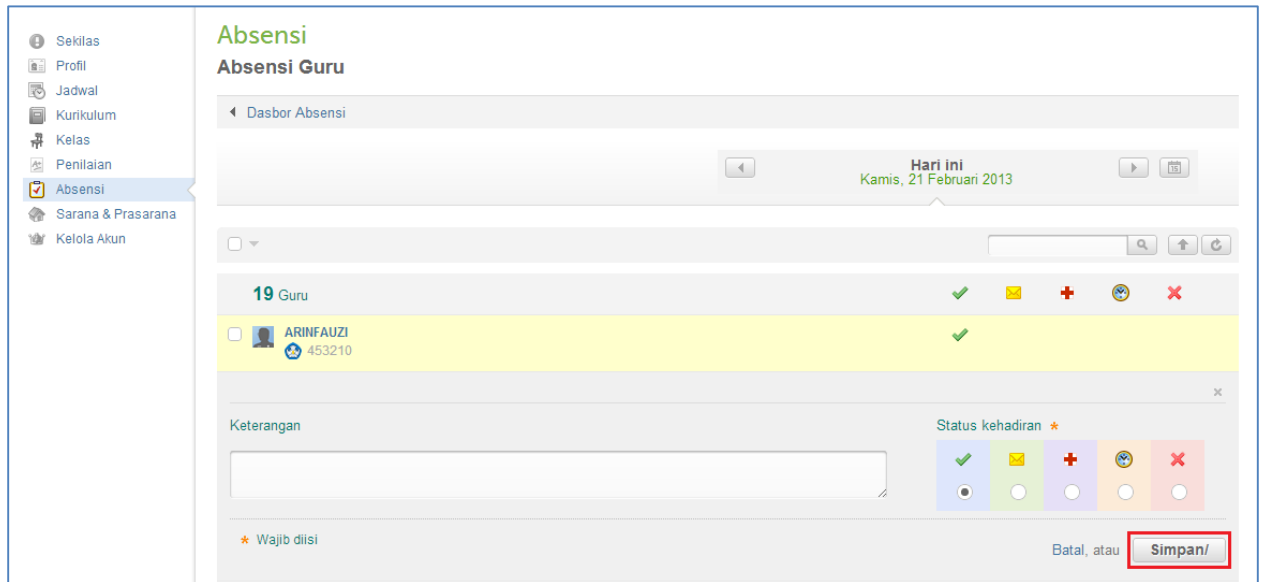 Sekilas
Profil
Jadwal
Kurikulum
Kelas
Penilaian
Absensi
Sarana & Prasarana
Kelola Akun
Absensi
Absensi Guru
Dasbor Absensi
Hari ini
Kamis, 21 Februari 2013
15
19 Guru
ARINFAUZI
453210
Keterangan
Status kehadiran *
* Wajib diisi
Batal, atau Simpan/